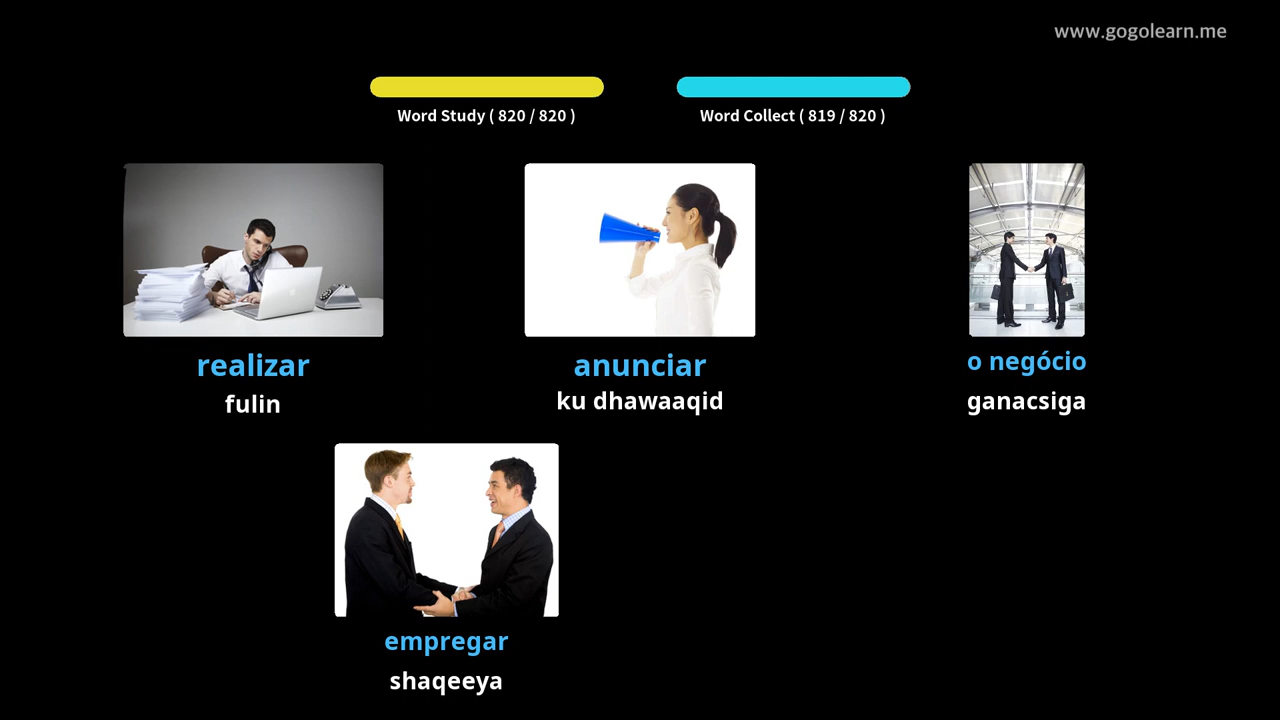 www.gogolearn.me
Word Study ( 820 / 820 )
Word Collect ( 819 / 820 )
realizar
fulin
anunciar
ku dhawaaqid
o negócio
ganacsiga
empregar
shaqeeya